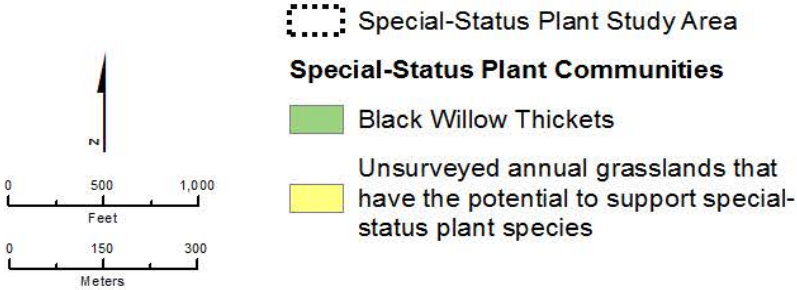 Special-Status Plant Study Area
Special-Status Plant Communities
Black Willow Thickets
Unsurveyed annual grasslands that
have the potential to support special-
status plant species
N
0 500 1,000
Feet
0 150 300
Meters